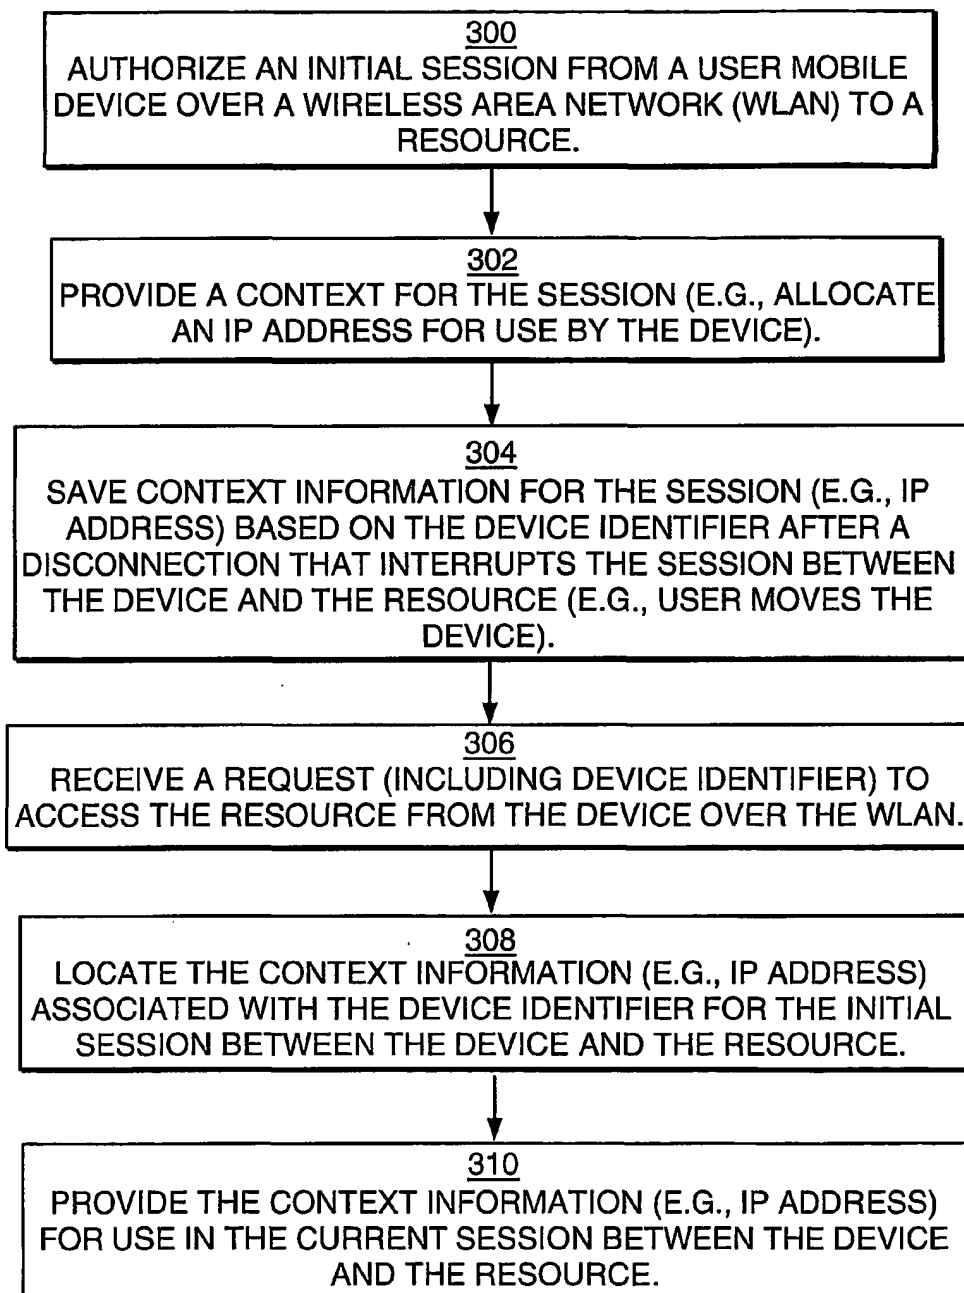 300
AUTHORIZE AN INITIAL SESSION FROM A USER MOBILE
DEVICE OVER A WIRELESS AREA NETWORK (WLAN) TO A
RESOURCE.
302
PROVIDE A CONTEXT FOR THE SESSION (E.G., ALLOCATE
AN IP ADDRESS FOR USE BY THE DEVICE).
304
SAVE CONTEXT INFORMATION FOR THE SESSION (E.G., IP
ADDRESS) BASED ON THE DEVICE IDENTIFIER AFTER A
DISCONNECTION THAT INTERRUPTS THE SESSION BETWEEN
THE DEVICE AND THE RESOURCE (E.G., USER MOVES THE
DEVICE).
306
RECEIVE A REQUEST (INCLUDING DEVICE IDENTIFIER) TO
ACCESS THE RESOURCE FROM THE DEVICE OVER THE WLAN.
308
LOCATE THE CONTEXT INFORMATION (E.G., IP ADDRESS)
ASSOCIATED WITH THE DEVICE IDENTIFIER FOR THE INITIAL
SESSION BETWEEN THE DEVICE AND THE RESOURCE.
310
PROVIDE THE CONTEXT INFORMATION (E.G., IP ADDRESS)
FOR USE IN THE CURRENT SESSION BETWEEN THE DEVICE
AND THE RESOURCE.